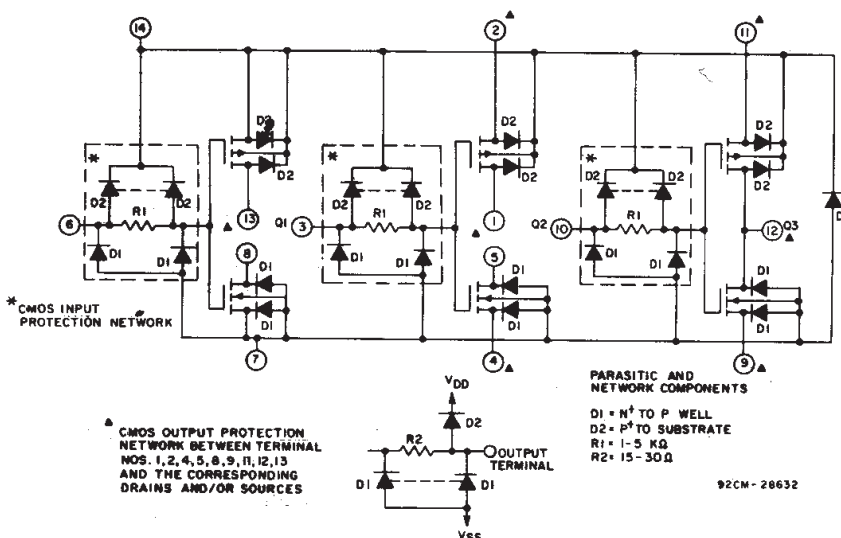 14
2 ▲
11 ▲
D2
D2
D2
D2
D2
D2
*
*
*
D2
D2
D2
D2
D2
D2
R1
R1
R1
6
13
▲
Q1
3
1
▲
Q2
10
12
Q3
▲
D1
D1
D1
D1
D1
D1
D1
8
5
D1
D1
D1
D1
D1
D1
* CMOS INPUT
PROTECTION NETWORK
7
4 ▲
9 ▲
▲ CMOS OUTPUT PROTECTION
NETWORK BETWEEN TERMINAL
NOS. 1,2,4,5,8,9,11,12,13
AND THE CORRESPONDING
DRAINS AND/OR SOURCES
VDD
D2
R2
OUTPUT
TERMINAL
D1
D1
VSS
PARASITIC AND
NETWORK COMPONENTS
D1 = N+ TO P WELL
D2 = P+ TO SUBSTRATE
R1 = 1-5 KΩ
R2 = 15-30Ω
92CM-28632